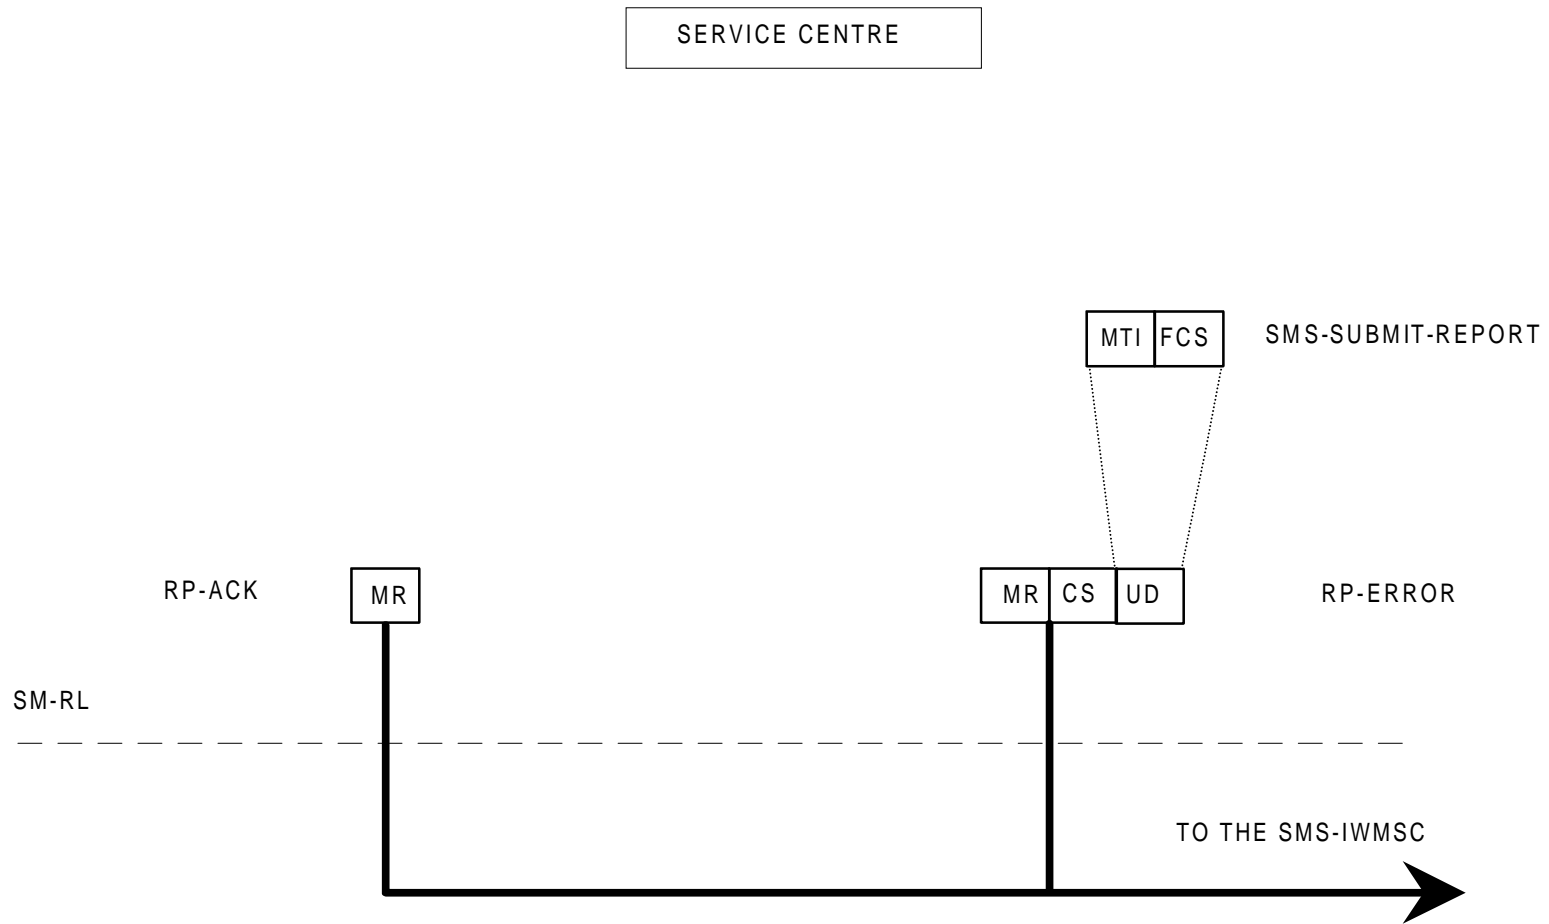 SERVICE CENTRE
MTI FCS SMS-SUBMIT-REPORT
RP-ACK MR MR CS UD RP-ERROR
SM-RL
TO THE SMS-IWMSC